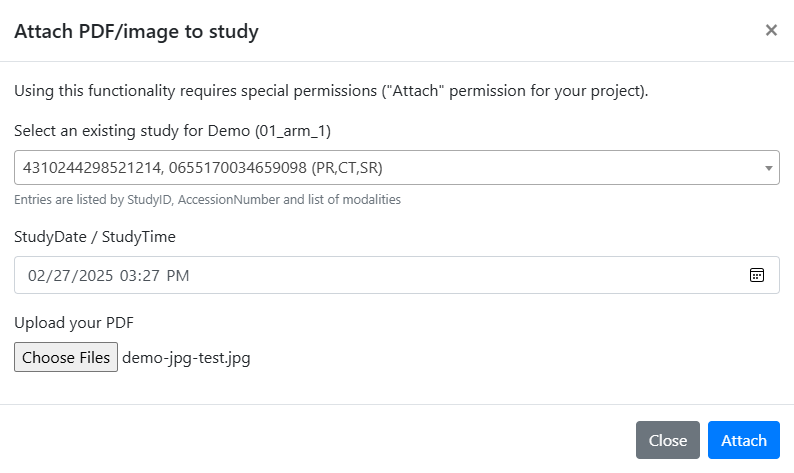 Attach PDF/image to study
×
Using this functionality requires special permissions ("Attach" permission for your project).
Select an existing study for Demo (01_arm_1)
4310244298521214, 0655170034659098 (PR,CT,SR)
Entries are listed by StudyID, AccessionNumber and list of modalities
StudyDate / StudyTime
02/27/2025 03:27 PM
Upload your PDF
Choose Files demo-jpg-test.jpg
Close Attach